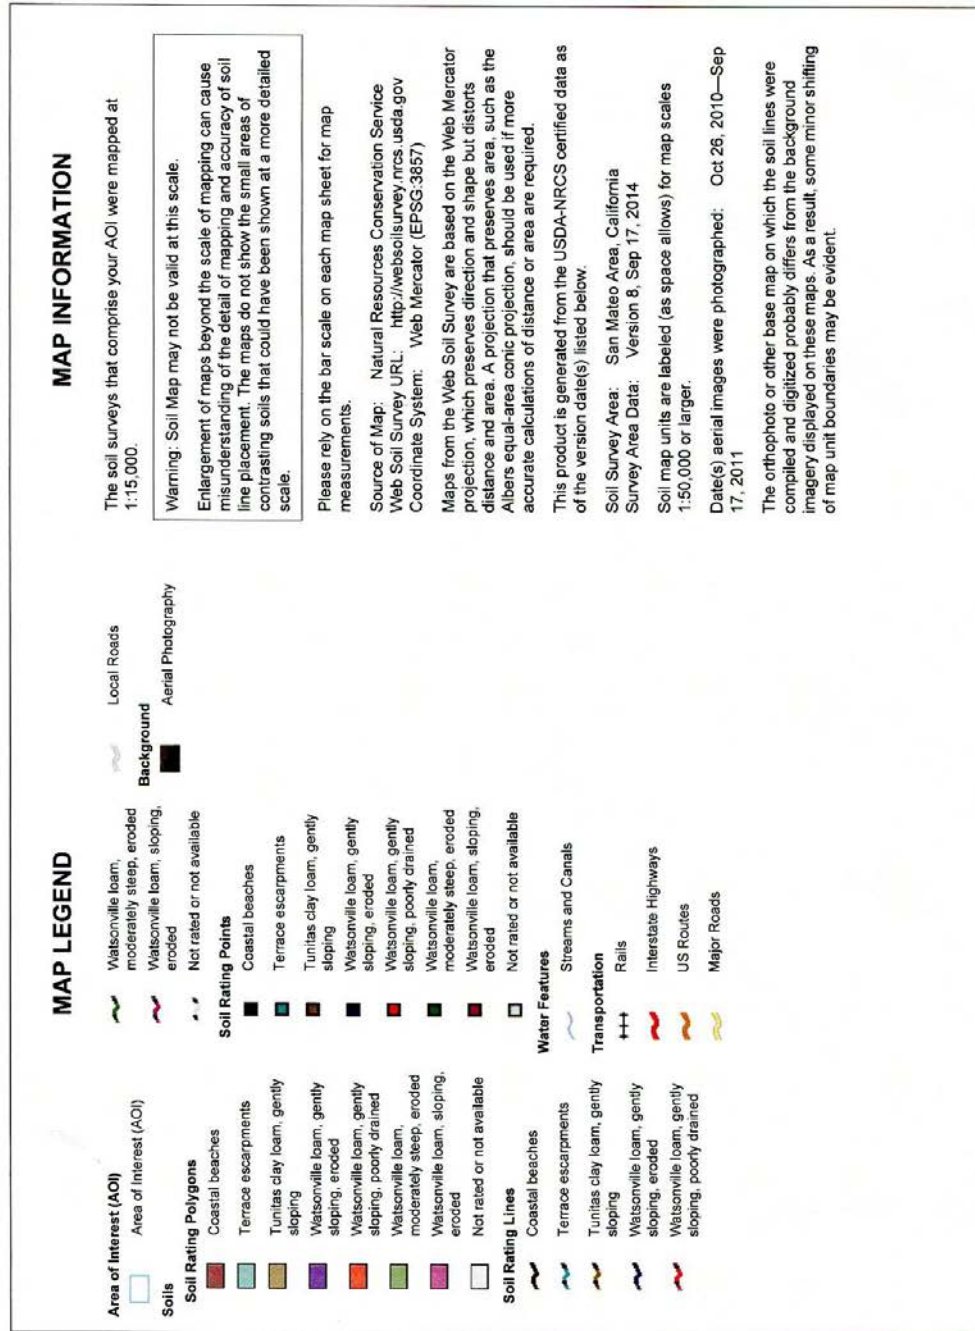 MAP LEGEND
Area of Interest (AOI)
Area of Interest (AOI)
Soils
Soil Rating Polygons
Coastal beaches
Terrace escarpments
Tunitas clay loam, gently
sloping
Watsonville loam, gently
sloping, eroded
Watsonville loam, gently
sloping, poorly drained
Watsonville loam,
moderately steep, eroded
Watsonville loam, sloping,
eroded
Not rated or not available
Soil Rating Lines
Coastal beaches
Terrace escarpments
Tunitas clay loam, gently
sloping
Watsonville loam, gently
sloping, eroded
Watsonville loam, gently
sloping, poorly drained
Watsonville loam,
moderately steep, eroded
Watsonville loam, sloping,
eroded
Not rated or not available
Soil Rating Points
Coastal beaches
Terrace escarpments
Tunitas clay loam, gently
sloping
Watsonville loam, gently
sloping, eroded
Watsonville loam, gently
sloping, poorly drained
Watsonville loam,
moderately steep, eroded
Watsonville loam, sloping,
eroded
Not rated or not available
Water Features
Streams and Canals
Transportation
Rails
Interstate Highways
US Routes
Major Roads
Local Roads
Background
Aerial Photography
MAP INFORMATION
The soil surveys that comprise your AOI were mapped at
1:15,000.
Warning: Soil Map may not be valid at this scale.
Enlargement of maps beyond the scale of mapping can cause
misunderstanding of the detail of mapping and accuracy of soil
line placement. The maps do not show the small areas of
contrasting soils that could have been shown at a more detailed
scale.
Please rely on the bar scale on each map sheet for map
measurements.
Source of Map: Natural Resources Conservation Service
Web Soil Survey URL: http://websoilsurvey.nrcs.usda.gov
Coordinate System: Web Mercator (EPSG:3857)
Maps from the Web Soil Survey are based on the Web Mercator
projection, which preserves direction and shape but distorts
distance and area. A projection that preserves area, such as the
Albers equal-area conic projection, should be used if more
accurate calculations of distance or area are required.
This product is generated from the USDA-NRCS certified data as
of the version date(s) listed below.
Soil Survey Area: San Mateo Area, California
Survey Area Data: Version 8, Sep 17, 2014
Soil map units are labeled (as space allows) for map scales
1:50,000 or larger.
Date(s) aerial images were photographed: Oct 26, 2010—Sep
17, 2011
The orthophoto or other base map on which the soil lines were
compiled and digitized probably differs from the background
imagery displayed on these maps. As a result, some minor shifting
of map unit boundaries may be evident.